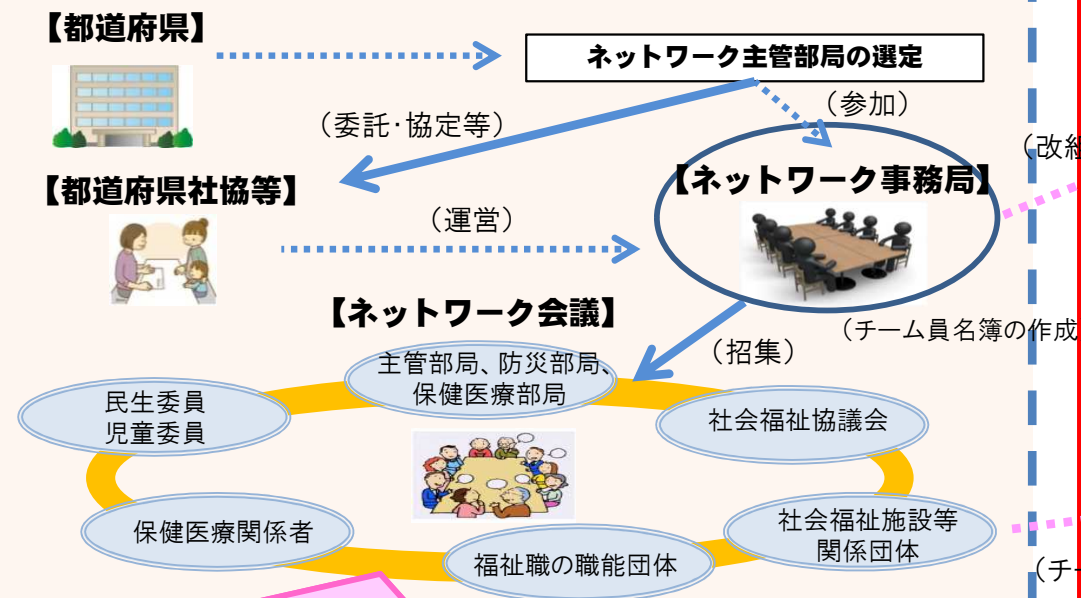 【都道府県】
ネットワーク主管部局の選定
（委託・協定等）
（参加）
（改組
【都道府県社協等】
【ネットワーク事務局】
（運営）
【ネットワーク会議】
（チーム員名簿の作成
（招集）
主管部局、防災部局、
保健医療部局
民生委員
児童委員
社会福祉協議会
保健医療関係者
福祉職の職能団体
社会福祉施設等
関係団体
（チー